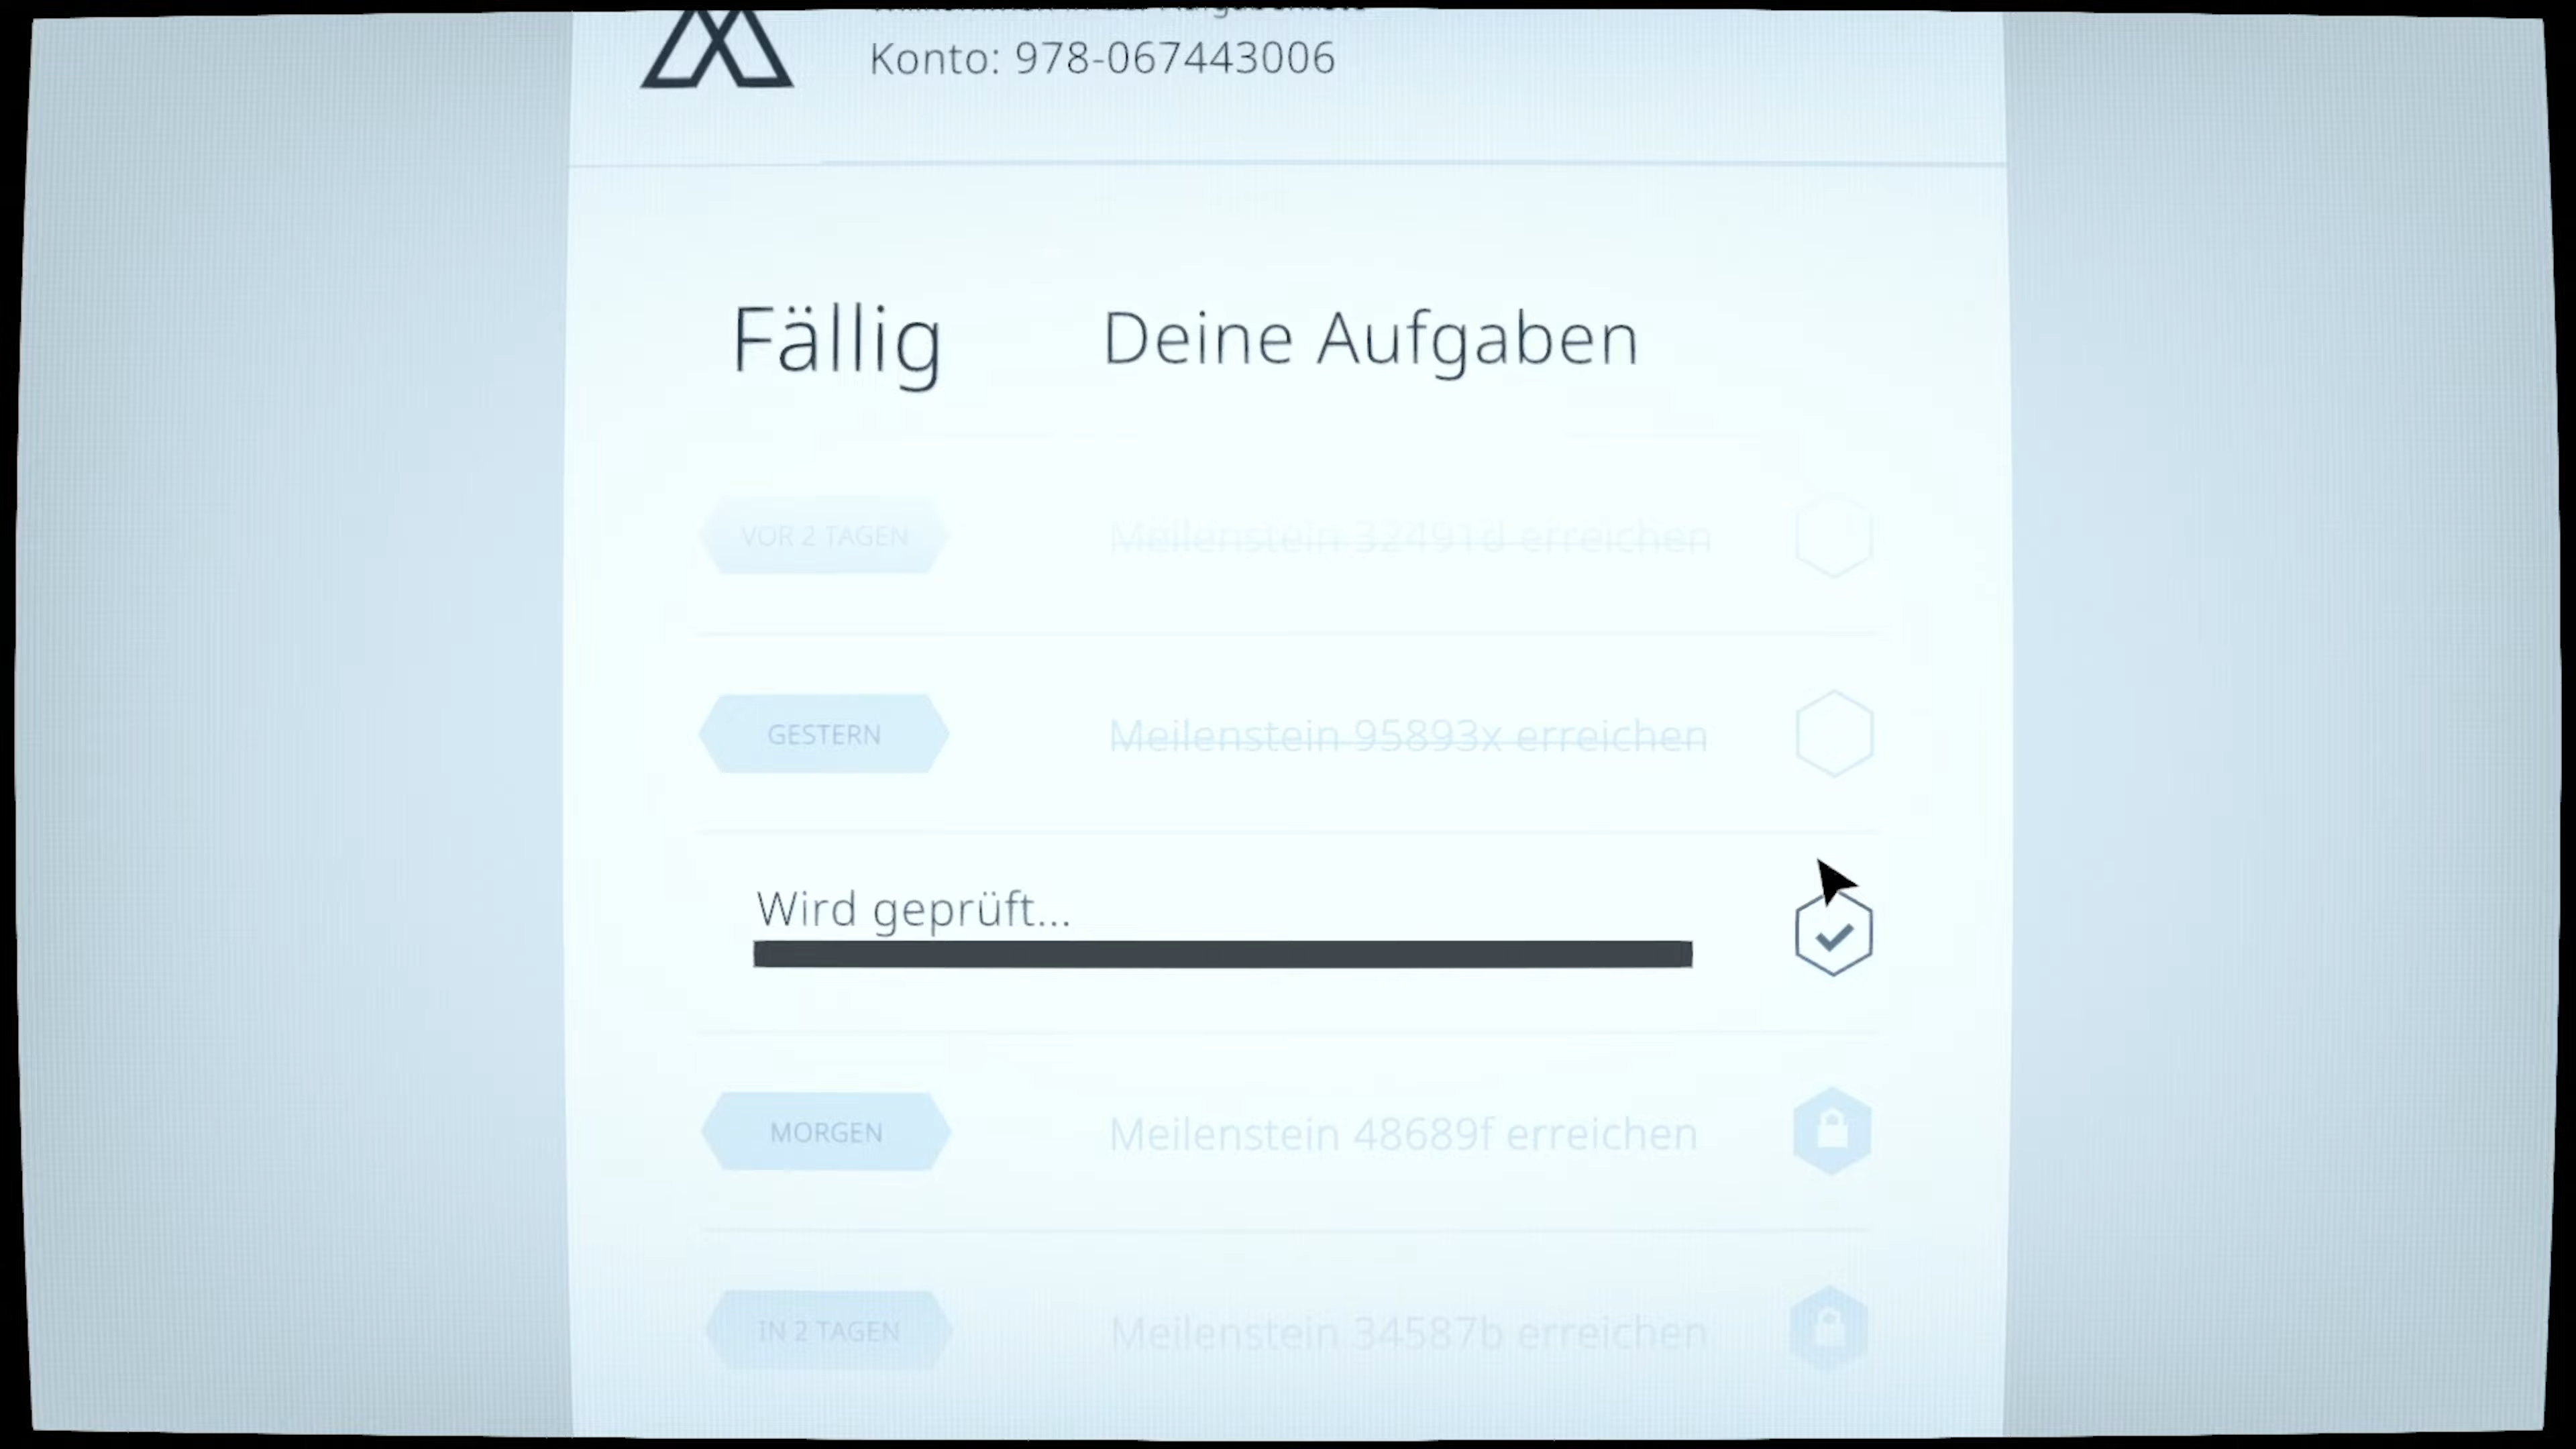 Konto: 978-067443006
Fällig Deine Aufgaben
VOR 2 TAGEN Meilenstein 32491d erreichen
GESTERN Meilenstein 95893x erreichen
Wird geprüft...
MORGEN Meilenstein 48689f erreichen
IN 2 TAGEN Meilenstein 34587b erreichen